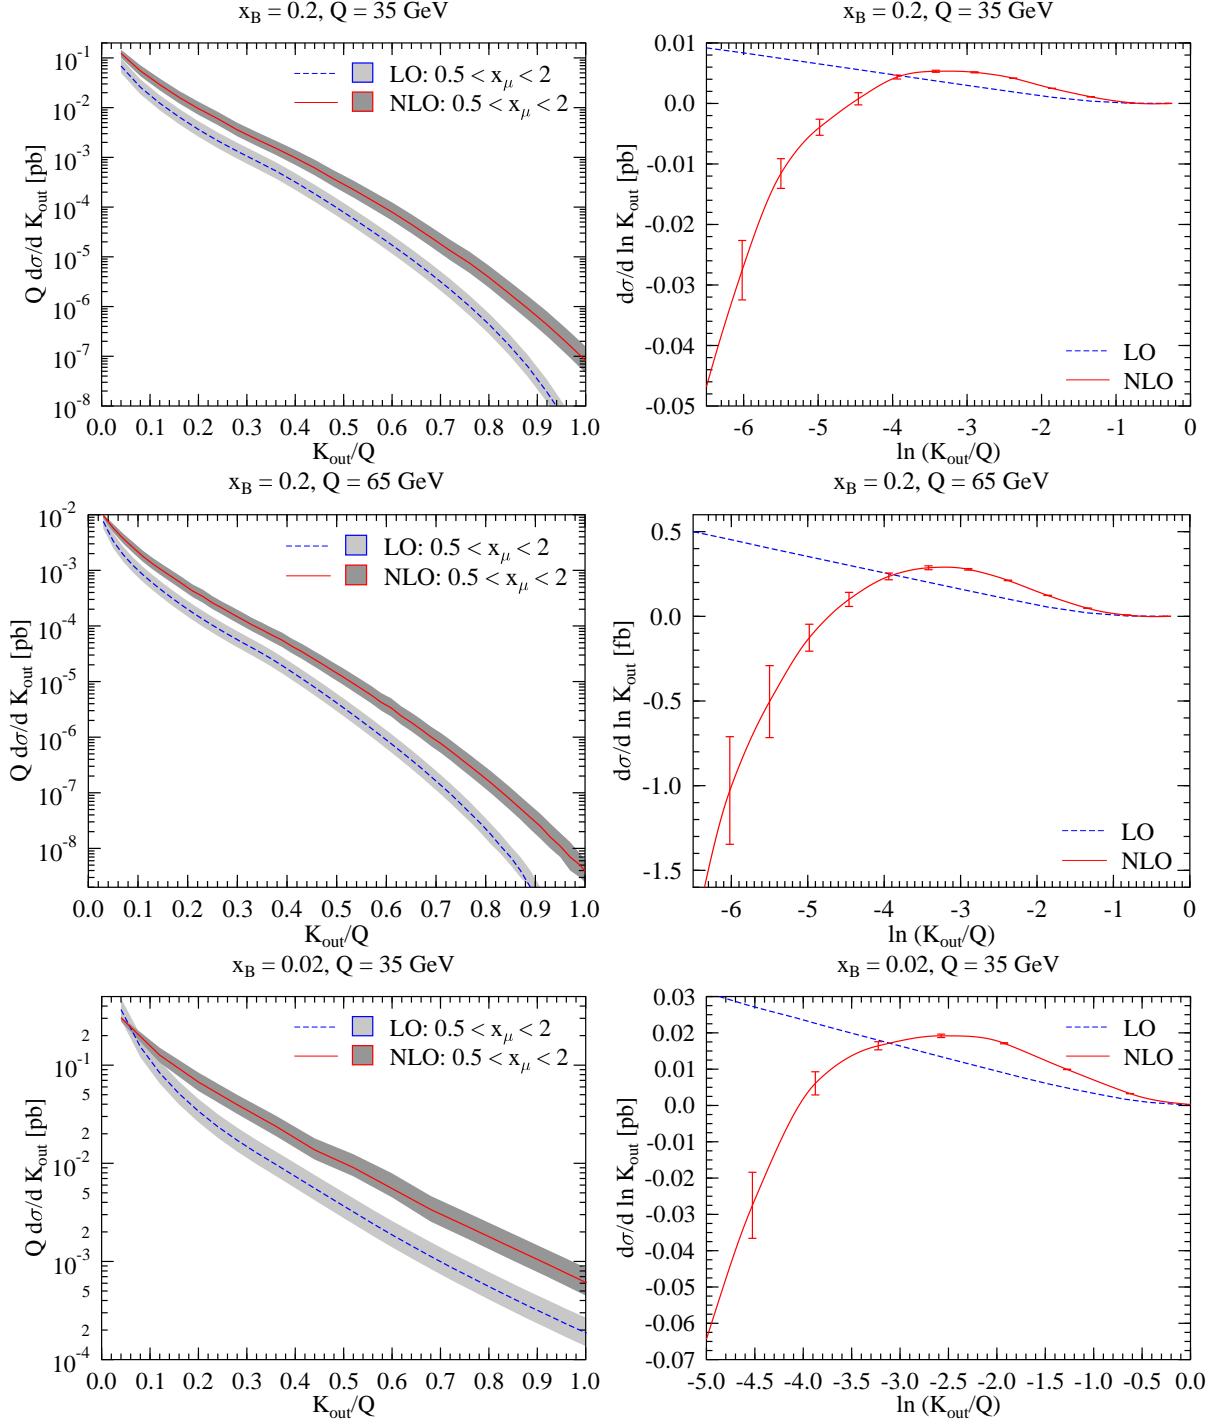 x_B = 0.2, Q = 35 GeV
Q dσ/d K_out [pb]
10^-1
10^-2
10^-3
10^-4
10^-5
10^-6
10^-7
10^-8
LO: 0.5 < x_μ < 2
NLO: 0.5 < x_μ < 2
0.0 0.1 0.2 0.3 0.4 0.5 0.6 0.7 0.8 0.9 1.0
K_out/Q
x_B = 0.2, Q = 35 GeV
dσ/d ln K_out [pb]
0.01
0.0
-0.01
-0.02
-0.03
-0.04
-0.05
LO
NLO
-6 -5 -4 -3 -2 -1 0
ln (K_out/Q)
x_B = 0.2, Q = 65 GeV
Q dσ/d K_out [pb]
10^-2
10^-3
10^-4
10^-5
10^-6
10^-7
10^-8
LO: 0.5 < x_μ < 2
NLO: 0.5 < x_μ < 2
0.0 0.1 0.2 0.3 0.4 0.5 0.6 0.7 0.8 0.9 1.0
K_out/Q
x_B = 0.2, Q = 65 GeV
dσ/d ln K_out [fb]
0.5
0.0
-0.5
-1.0
-1.5
LO
NLO
-6 -5 -4 -3 -2 -1 0
ln (K_out/Q)
x_B = 0.02, Q = 35 GeV
Q dσ/d K_out [pb]
2
10^-1
5
2
10^-2
5
2
10^-3
5
2
10^-4
LO: 0.5 < x_μ < 2
NLO: 0.5 < x_μ < 2
0.0 0.1 0.2 0.3 0.4 0.5 0.6 0.7 0.8 0.9 1.0
K_out/Q
x_B = 0.02, Q = 35 GeV
dσ/d ln K_out [pb]
0.03
0.02
0.01
0.0
-0.01
-0.02
-0.03
-0.04
-0.05
-0.06
-0.07
LO
NLO
-5.0 -4.5 -4.0 -3.5 -3.0 -2.5 -2.0 -1.5 -1.0 -0.5 0.0
ln (K_out/Q)